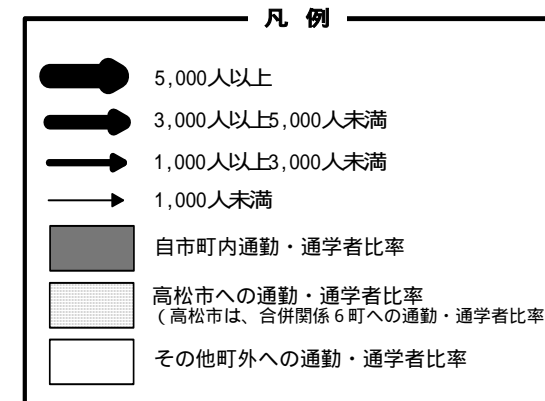 凡 例
5,000人以上
3,000人以上5,000人未満
1,000人以上3,000人未満
1,000人未満
自市町内通勤・通学者比率
高松市への通勤・通学者比率
(高松市は、合併関係6町への通勤・通学者比率
その他町外への通勤・通学者比率